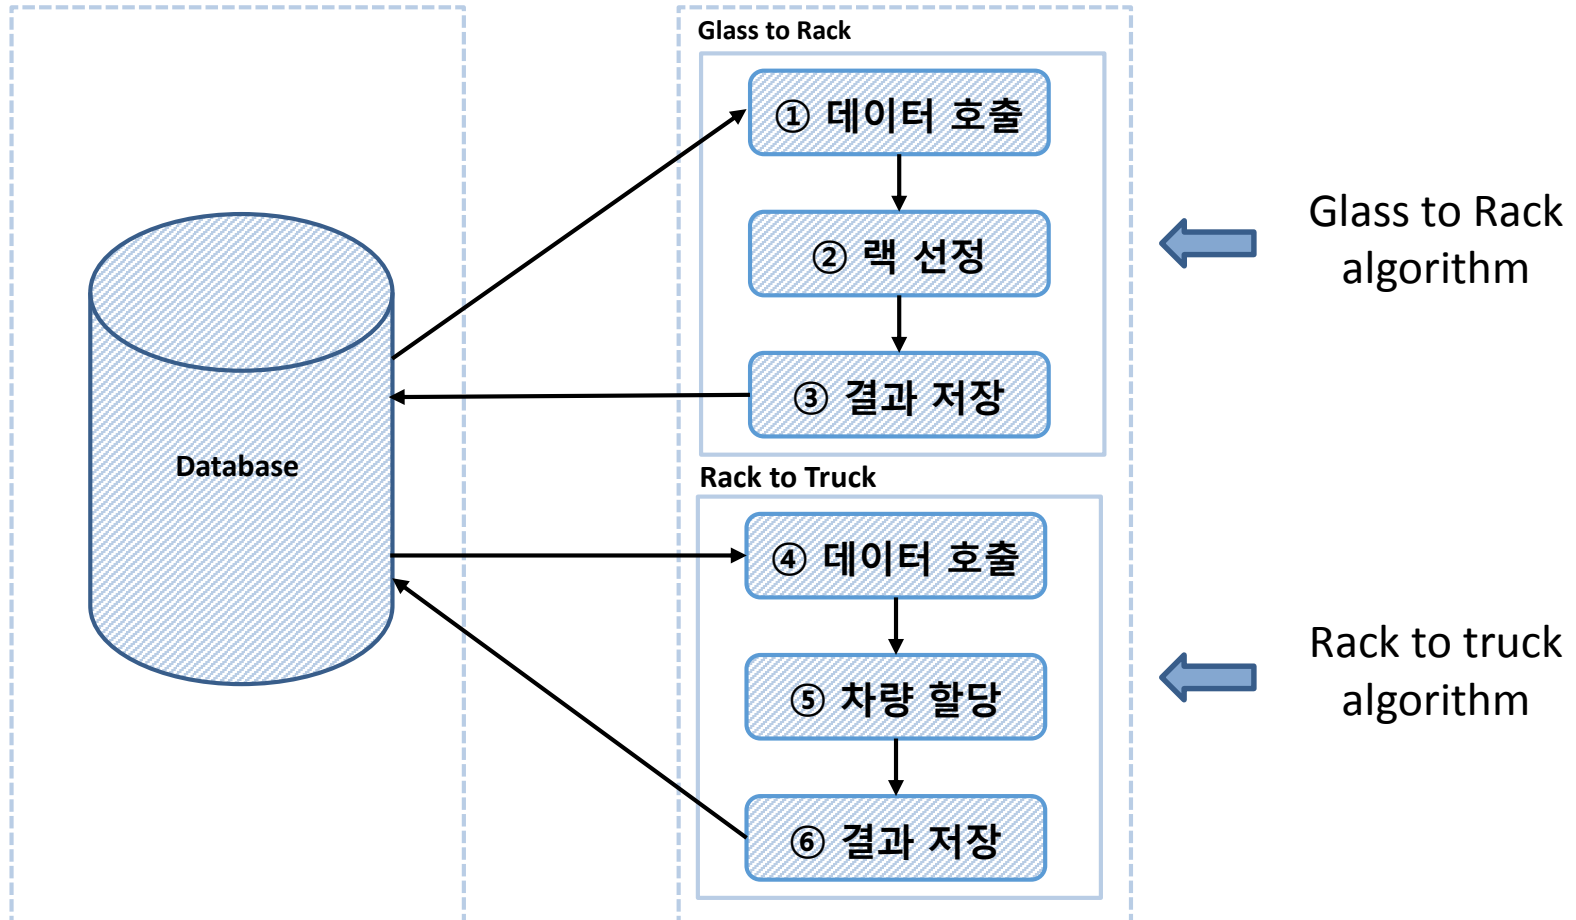 Glass to Rack
① 데이터 호출
② 랙 선정
③ 결과 저장
Glass to Rack
algorithm
Database
Rack to Truck
④ 데이터 호출
⑤ 차량 할당
⑥ 결과 저장
Rack to truck
algorithm